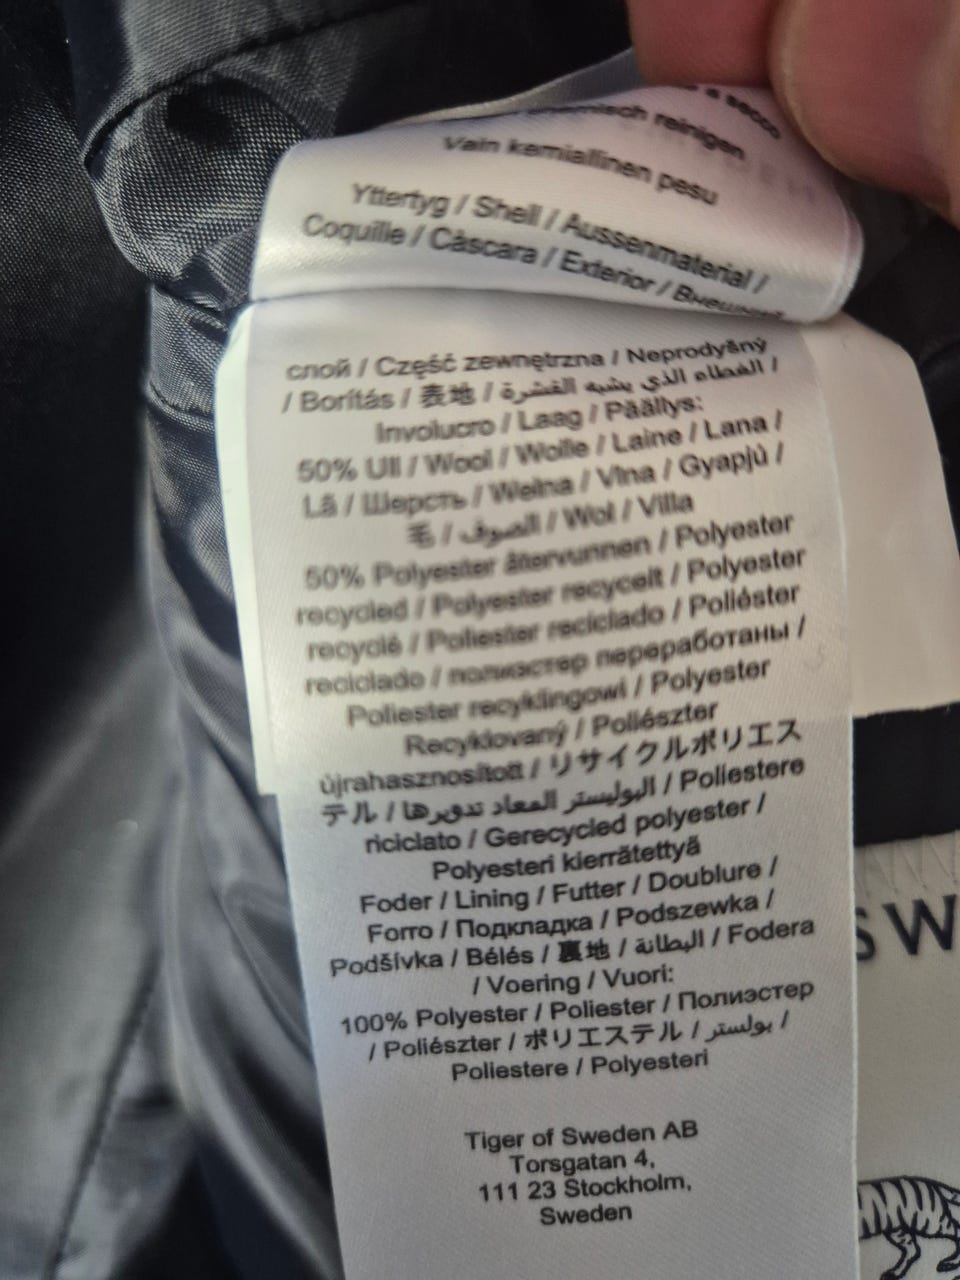 a secco
reinigen
Vain kemiallinen pesu
Yttertyg / Shell / Aussenmaterial /
Coquille / Càscara / Exterior / Внешний
слой / Część zewnętrzna / Neprodyšný
/ Borítás / 表地 / الغطاء الذي يشبه القشرة /
Involucro / Laag / Päällys:
50% Ull / Wool / Wolle / Laine / Lana /
Lã / Шерсть / Wełna / Vlna / Gyapjú /
毛 / الصوف / Wol / Villa
50% Polyester återvunnen / Polyester
recycled / Polyester recycelt / Polyester
recyclé / Poliester reciclado / Poliéster
reciclado / полиэстер переработаны /
Poliester recyklingowi / Polyester
Recyklovaný / Poliészter
újrahasznosított / リサイクルポリエス
テル / البوليستر المعاد تدويرها / Poliestere
riciclato / Gerecycled polyester /
Polyesteri kierrätettyä
Foder / Lining / Futter / Doublure /
Forro / Подкладка / Podszewka /
Podšívka / Bélés / 裏地 / البطانة / Fodera
/ Voering / Vuori:
100% Polyester / Poliester / Полиэстер
/ Poliészter / ポリエステル / بولستر /
Poliestere / Polyesteri
Tiger of Sweden AB
Torsgatan 4,
111 23 Stockholm,
Sweden
SW